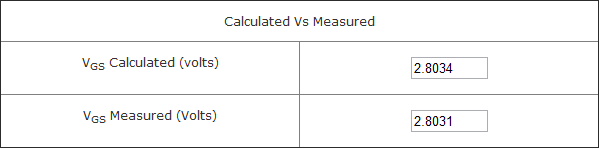 Calculated Vs Measured
VGS Calculated (volts)
2.8034
VGS Measured (Volts)
2.8031